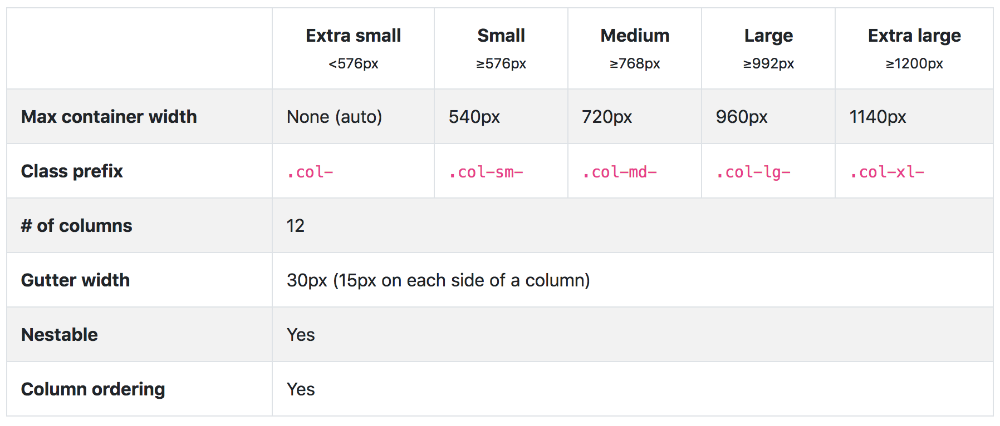 Extra small Small Medium Large Extra large
<576px ≥576px ≥768px ≥992px ≥1200px
Max container width None (auto) 540px 720px 960px 1140px
Class prefix .col- .col-sm- .col-md- .col-lg- .col-xl-
# of columns 12
Gutter width 30px (15px on each side of a column)
Nestable Yes
Column ordering Yes